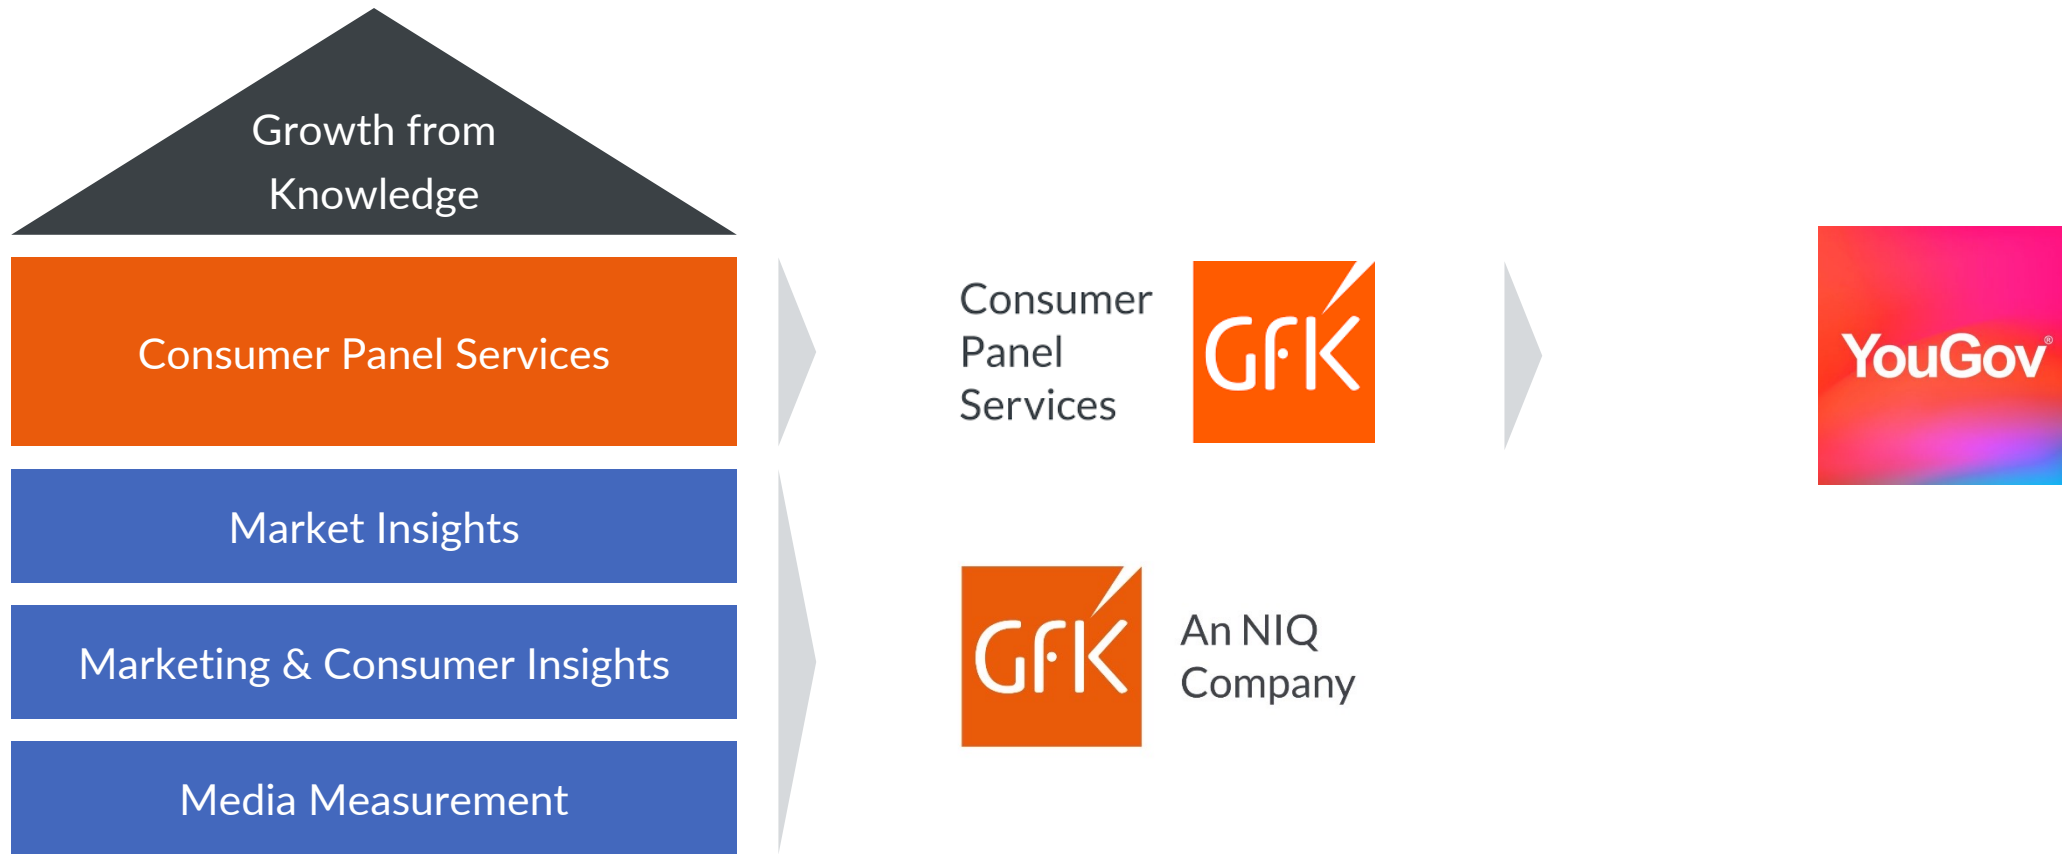 Growth from
Knowledge
Consumer Panel Services
Market Insights
Marketing & Consumer Insights
Media Measurement
Consumer
Panel
Services
GFK
YouGov®
GFK
An NIQ
Company